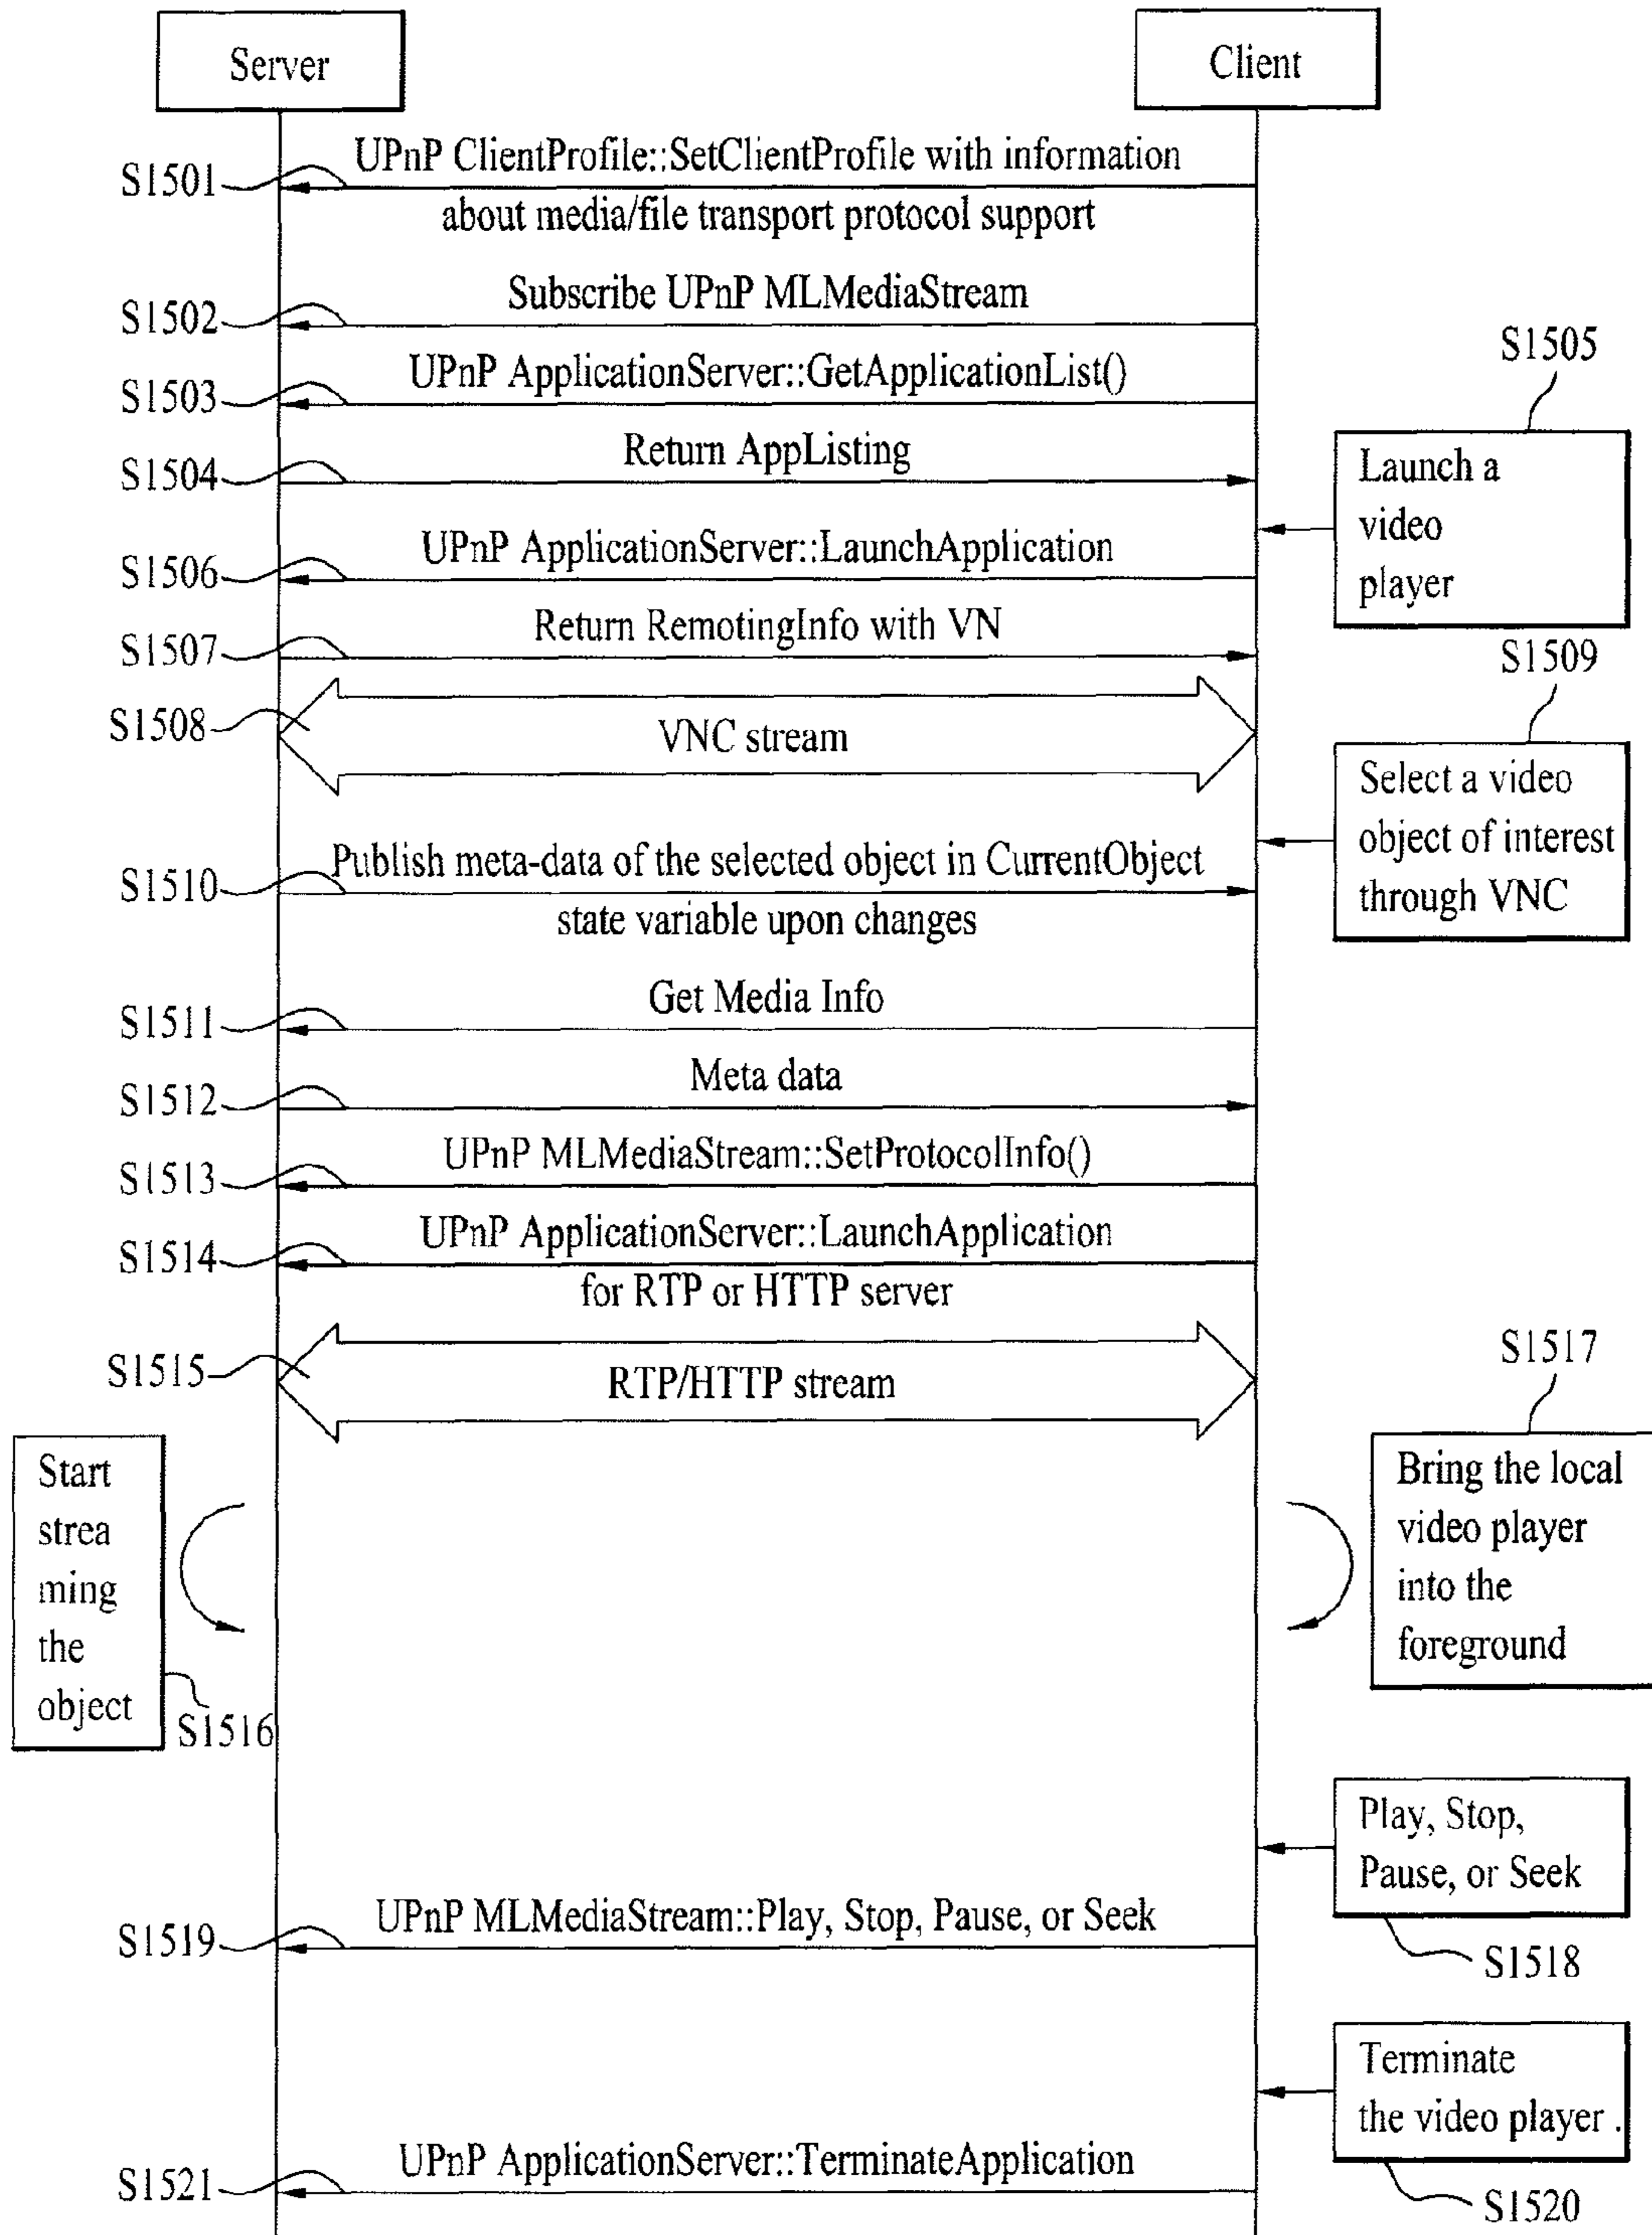 Server
Client
UPnP ClientProfile::SetClientProfile with information
S1501
about media/file transport protocol support
Subscribe UPnP MLMediaStream
S1502
UPnP ApplicationServer::GetApplicationList()
S1503
S1505
Return AppListing
S1504
Launch a
video
player
UPnP ApplicationServer::LaunchApplication
S1506
Return RemotingInfo with VN
S1507
S1509
S1508
VNC stream
Select a video
object of interest
through VNC
Publish meta-data of the selected object in CurrentObject
S1510
state variable upon changes
Get Media Info
S1511
Meta data
S1512
UPnP MLMediaStream::SetProtocolInfo()
S1513
UPnP ApplicationServer::LaunchApplication
S1514
for RTP or HTTP server
S1515
RTP/HTTP stream
S1517
Start
strea
ming
the
object
S1516
Bring the local
video player
into the
foreground
Play, Stop,
Pause, or Seek
S1518
UPnP MLMediaStream::Play, Stop, Pause, or Seek
S1519
Terminate
the video player .
S1520
UPnP ApplicationServer::TerminateApplication
S1521